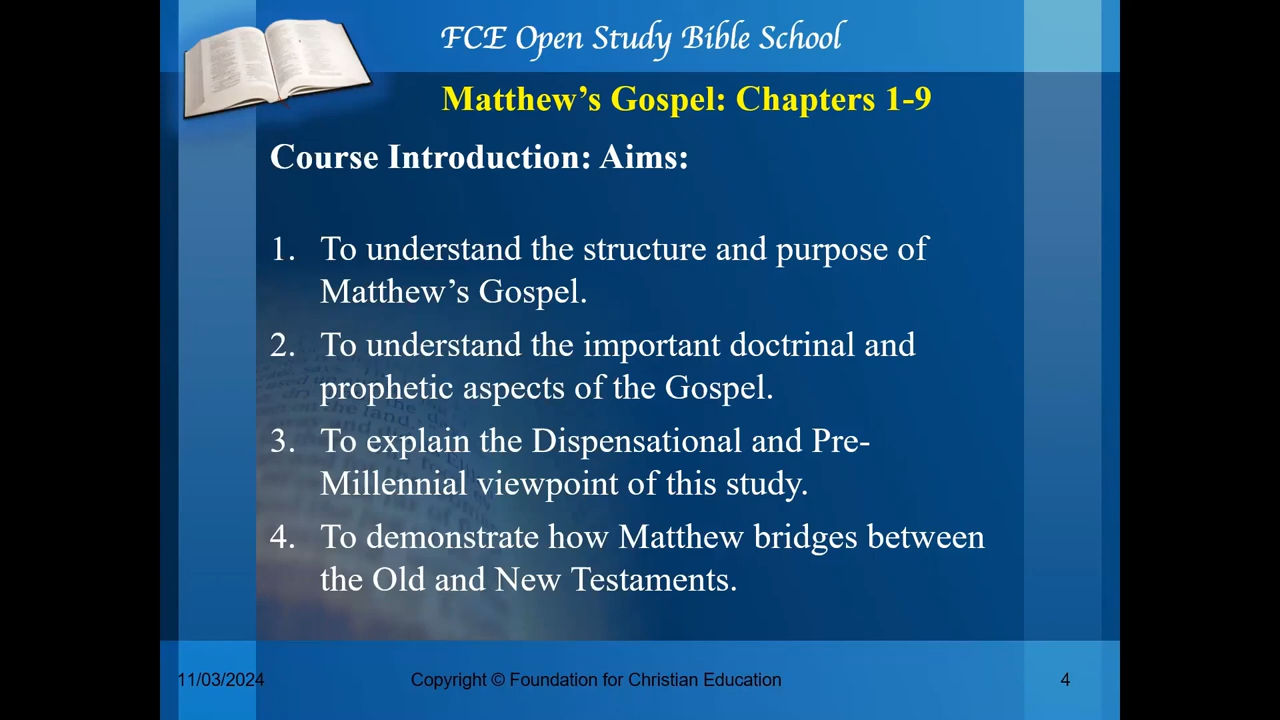 FCE Open Study Bible School
Matthew’s Gospel: Chapters 1-9
Course Introduction: Aims:
1. To understand the structure and purpose of
Matthew’s Gospel.
2. To understand the important doctrinal and
prophetic aspects of the Gospel.
3. To explain the Dispensational and Pre-
Millennial viewpoint of this study.
4. To demonstrate how Matthew bridges between
the Old and New Testaments.
11/03/2024 Copyright © Foundation for Christian Education 4